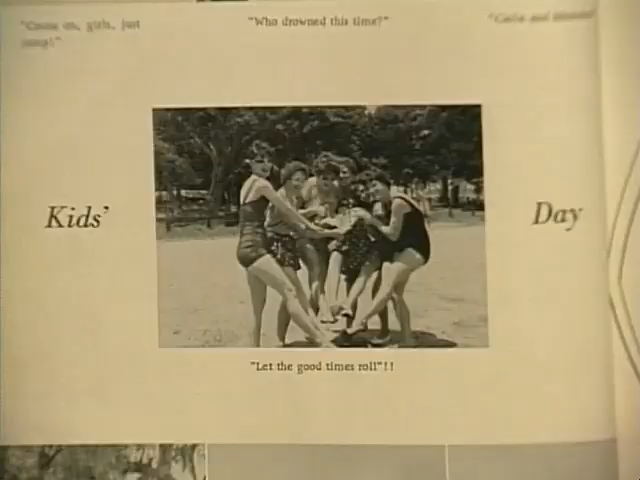 "Come on, girls, just
jump!"
"Who drowned this time?"
Kids' Day
"Let the good times roll"!!